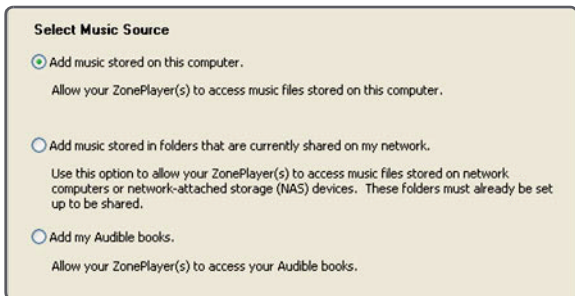 Select Music Source
Add music stored on this computer.
Allow your ZonePlayer(s) to access music files stored on this computer.
Add music stored in folders that are currently shared on my network.
Use this option to allow your ZonePlayer(s) to access music files stored on network
computers or network-attached storage (NAS) devices.  These folders must already be set
up to be shared.
Add my Audible books.
Allow your ZonePlayer(s) to access your Audible books.